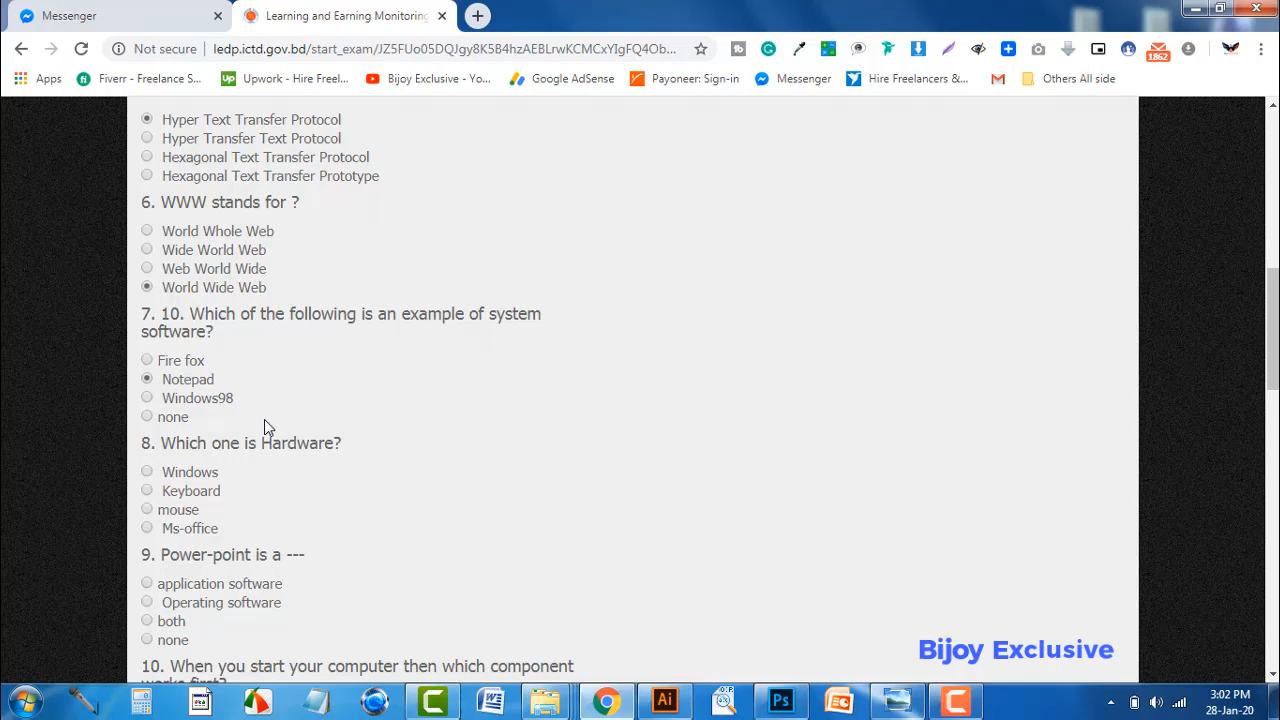 Messenger
Learning and Earning Monitoring
Not secure
ledp.ictd.gov.bd/start_exam/JZ5FUo05DQJgy8K5B4hzAEBLrwKCMCxYIgFQ4Ob...
1862
Apps
Fiverr - Freelance S...
Upwork - Hire Freel...
Bijoy Exclusive - Yo...
Google AdSense
Payoneer: Sign-in
Messenger
Hire Freelancers &...
Others All side
Hyper Text Transfer Protocol
Hyper Transfer Text Protocol
Hexagonal Text Transfer Protocol
Hexagonal Text Transfer Prototype
6. WWW stands for ?
World Whole Web
Wide World Web
Web World Wide
World Wide Web
7. 10. Which of the following is an example of system
software?
Fire fox
Notepad
Windows98
none
8. Which one is Hardware?
Windows
Keyboard
mouse
Ms-office
9. Power-point is a ---
application software
Operating software
both
none
10. When you start your computer then which component
works first?
Bijoy Exclusive
3:02 PM
28-Jan-20